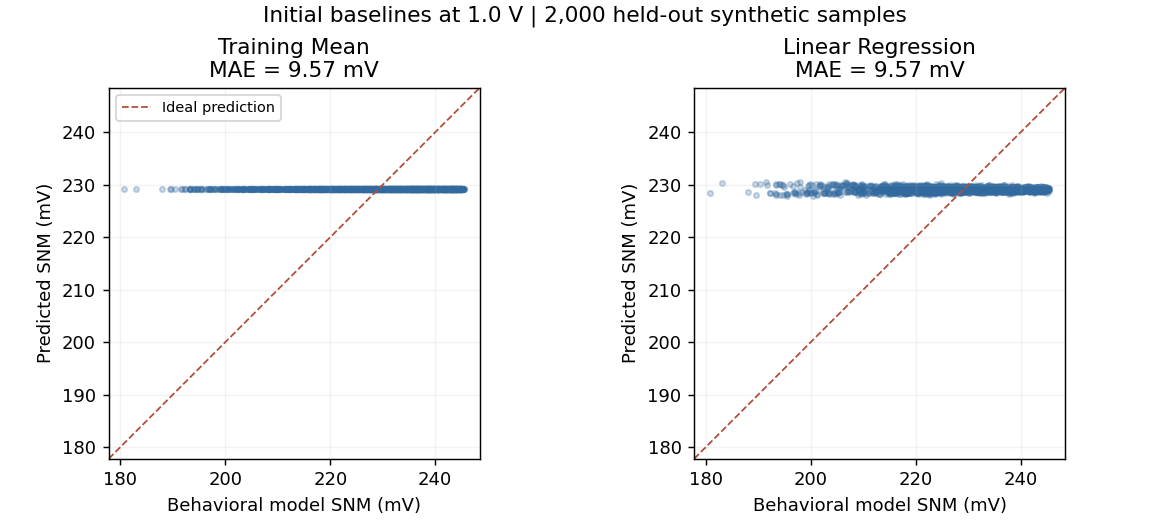 Initial baselines at 1.0 V | 2,000 held-out synthetic samples
Training Mean
MAE = 9.57 mV
Ideal prediction
240
230
220
210
200
190
180
180
200
220
240
Predicted SNM (mV)
Behavioral model SNM (mV)
Linear Regression
MAE = 9.57 mV
240
230
220
210
200
190
180
180
200
220
240
Predicted SNM (mV)
Behavioral model SNM (mV)